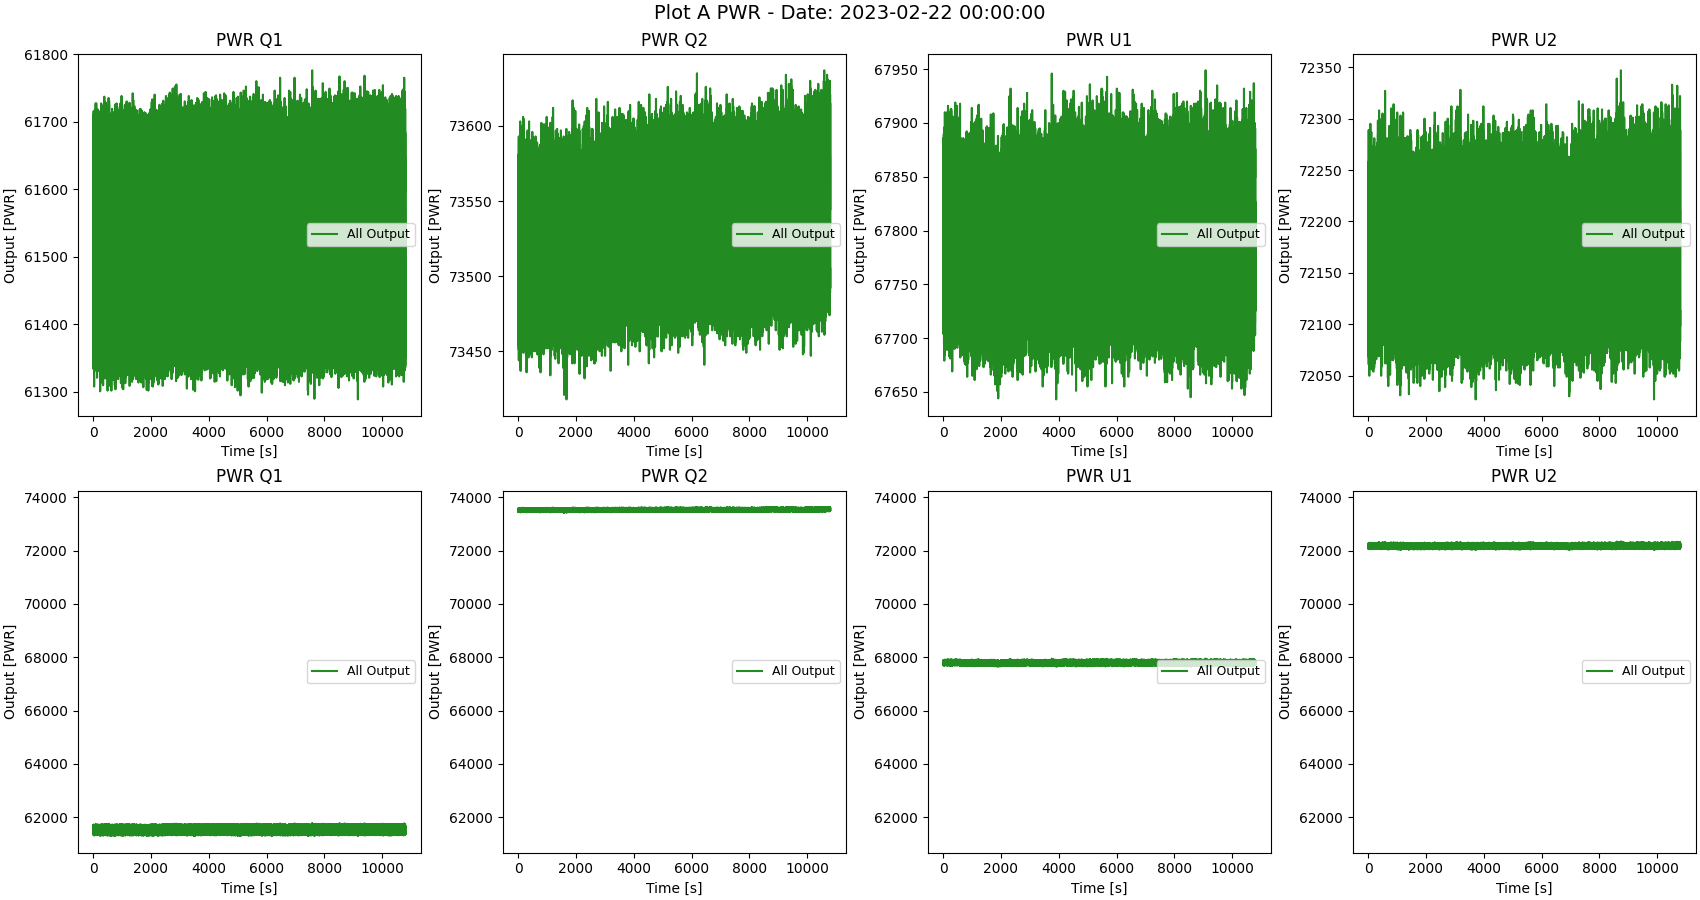 Plot A PWR - Date: 2023-02-22 00:00:00
PWR Q1
61800
61700
61600
61500
61400
61300
Output [PWR]
0 2000 4000 6000 8000 10000
Time [s]
All Output
PWR Q2
73600
73550
73500
73450
Output [PWR]
0 2000 4000 6000 8000 10000
Time [s]
All Output
PWR U1
67950
67900
67850
67800
67750
67700
67650
Output [PWR]
0 2000 4000 6000 8000 10000
Time [s]
All Output
PWR U2
72350
72300
72250
72200
72150
72100
72050
Output [PWR]
0 2000 4000 6000 8000 10000
Time [s]
All Output
PWR Q1
74000
72000
70000
68000
66000
64000
62000
Output [PWR]
0 2000 4000 6000 8000 10000
Time [s]
All Output
PWR Q2
74000
72000
70000
68000
66000
64000
62000
Output [PWR]
0 2000 4000 6000 8000 10000
Time [s]
All Output
PWR U1
74000
72000
70000
68000
66000
64000
62000
Output [PWR]
0 2000 4000 6000 8000 10000
Time [s]
All Output
PWR U2
74000
72000
70000
68000
66000
64000
62000
Output [PWR]
0 2000 4000 6000 8000 10000
Time [s]
All Output